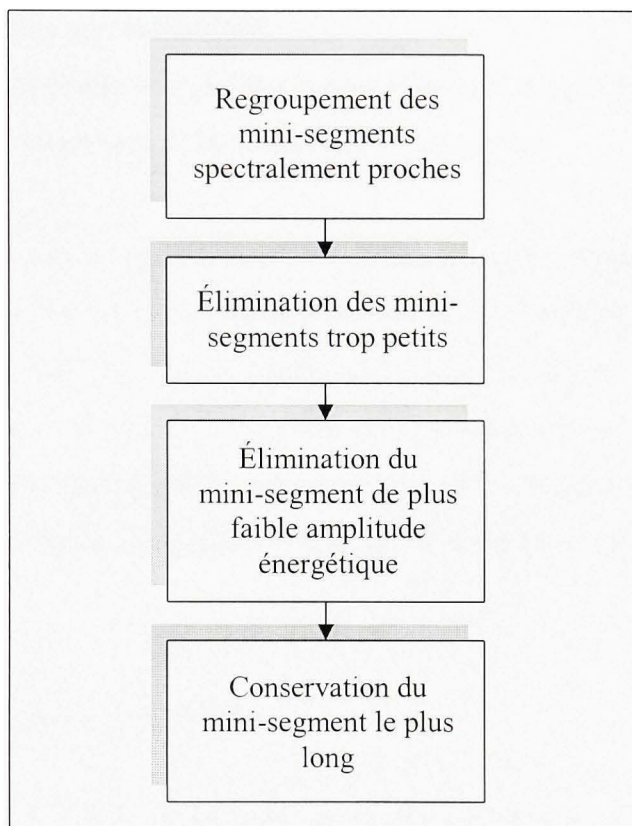 Regroupement des
mini-segments
spectralement proches
Élimination des mini-
segments trop petits
Élimination du
mini-segment de plus
faible amplitude
énergétique
Conservation du
mini-segment le plus
long